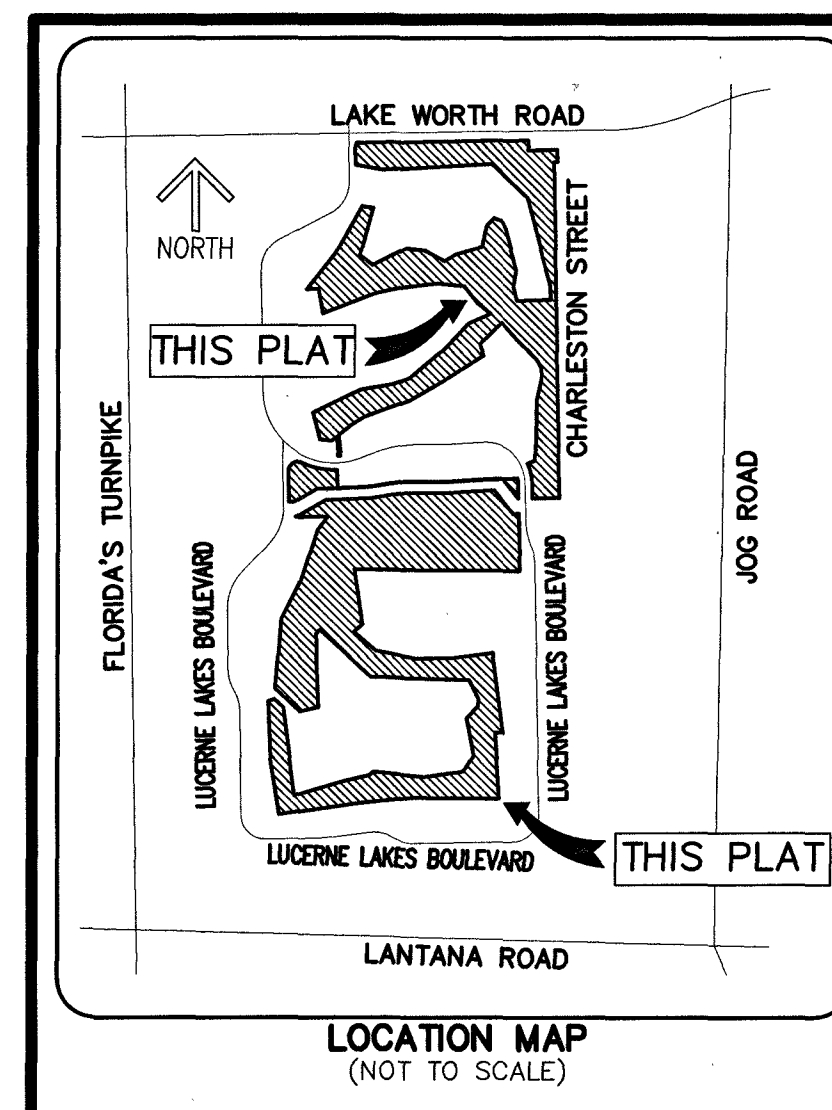 LAKE WORTH ROAD
NORTH
CHARLESTON STREET
THIS PLAT
FLORIDA'S TURNPIKE
JOG ROAD
LUCERNE LAKES BOULEVARD
LUCERNE LAKES BOULEVARD
LUCERNE LAKES BOULEVARD
THIS PLAT
LANTANA ROAD
LOCATION MAP
(NOT TO SCALE)